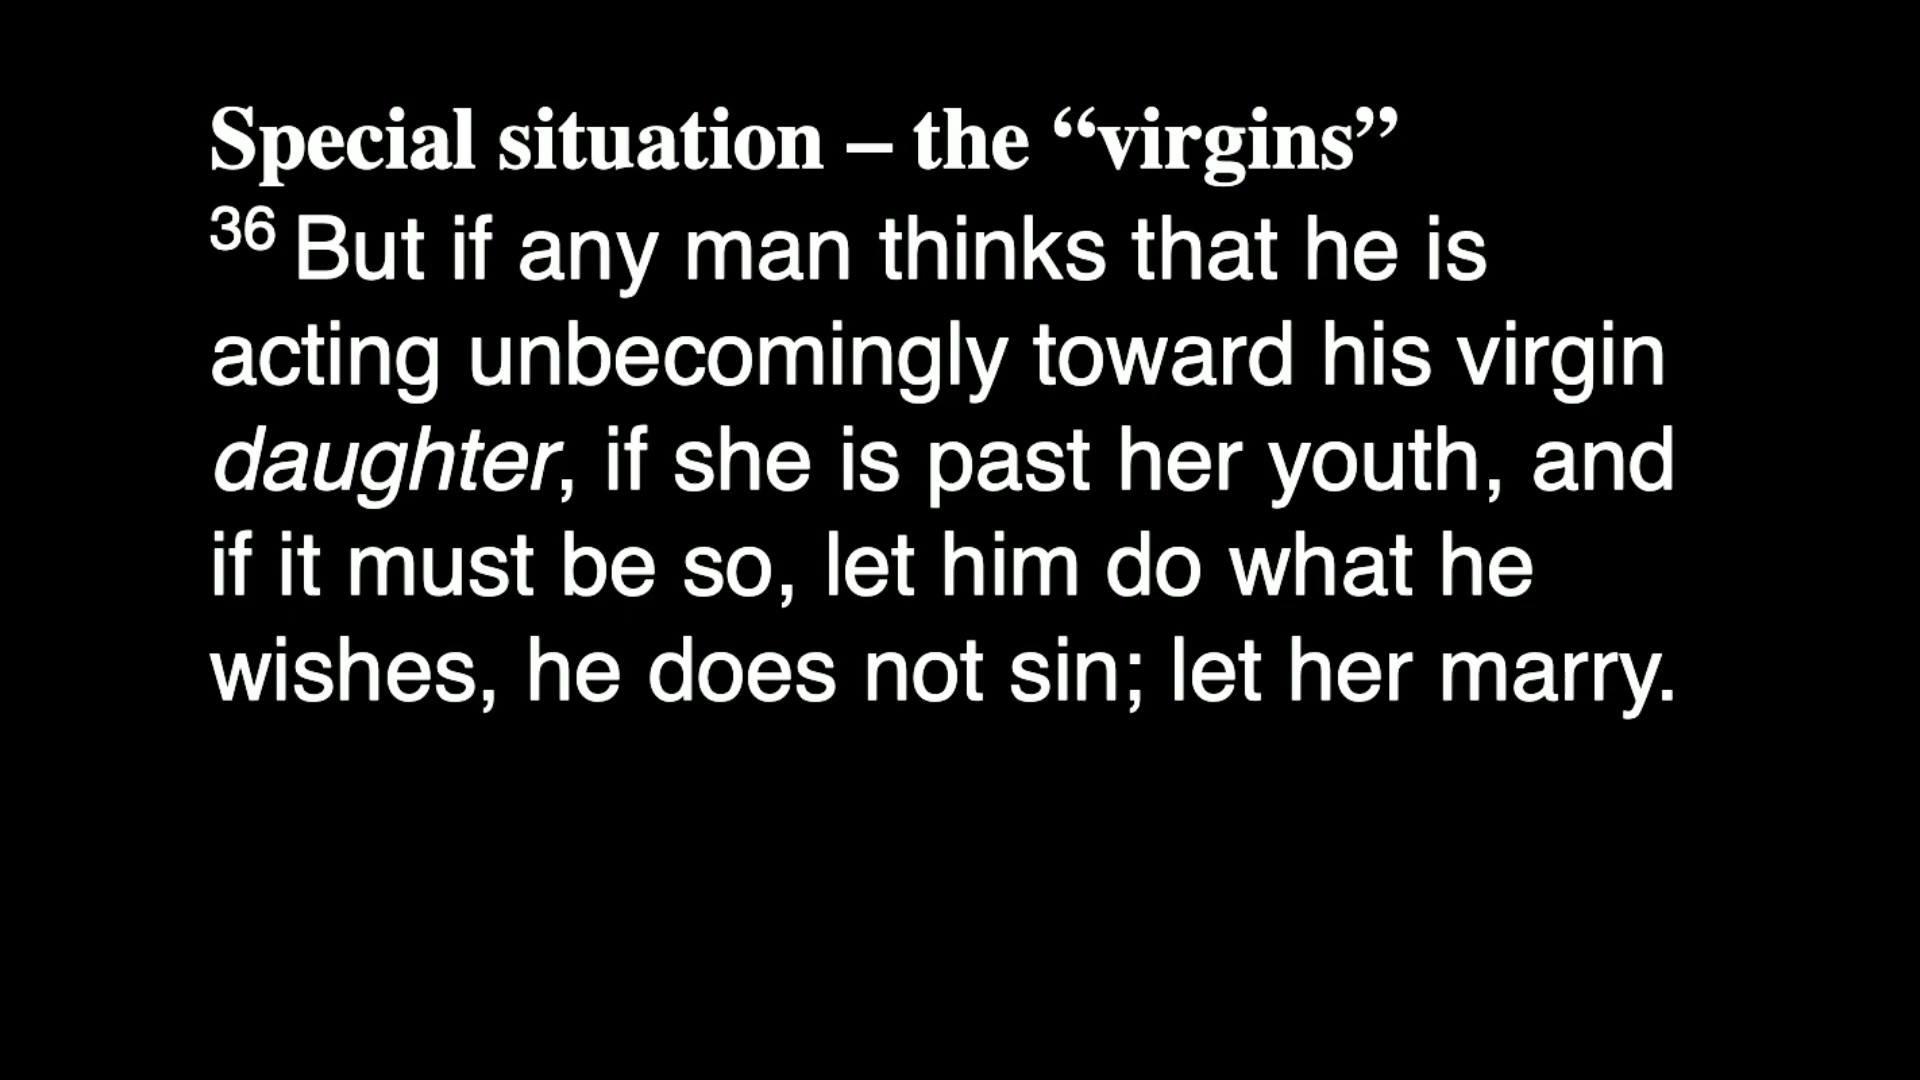 Special situation – the “virgins”
36 But if any man thinks that he is
acting unbecomingly toward his virgin
daughter, if she is past her youth, and
if it must be so, let him do what he
wishes, he does not sin; let her marry.